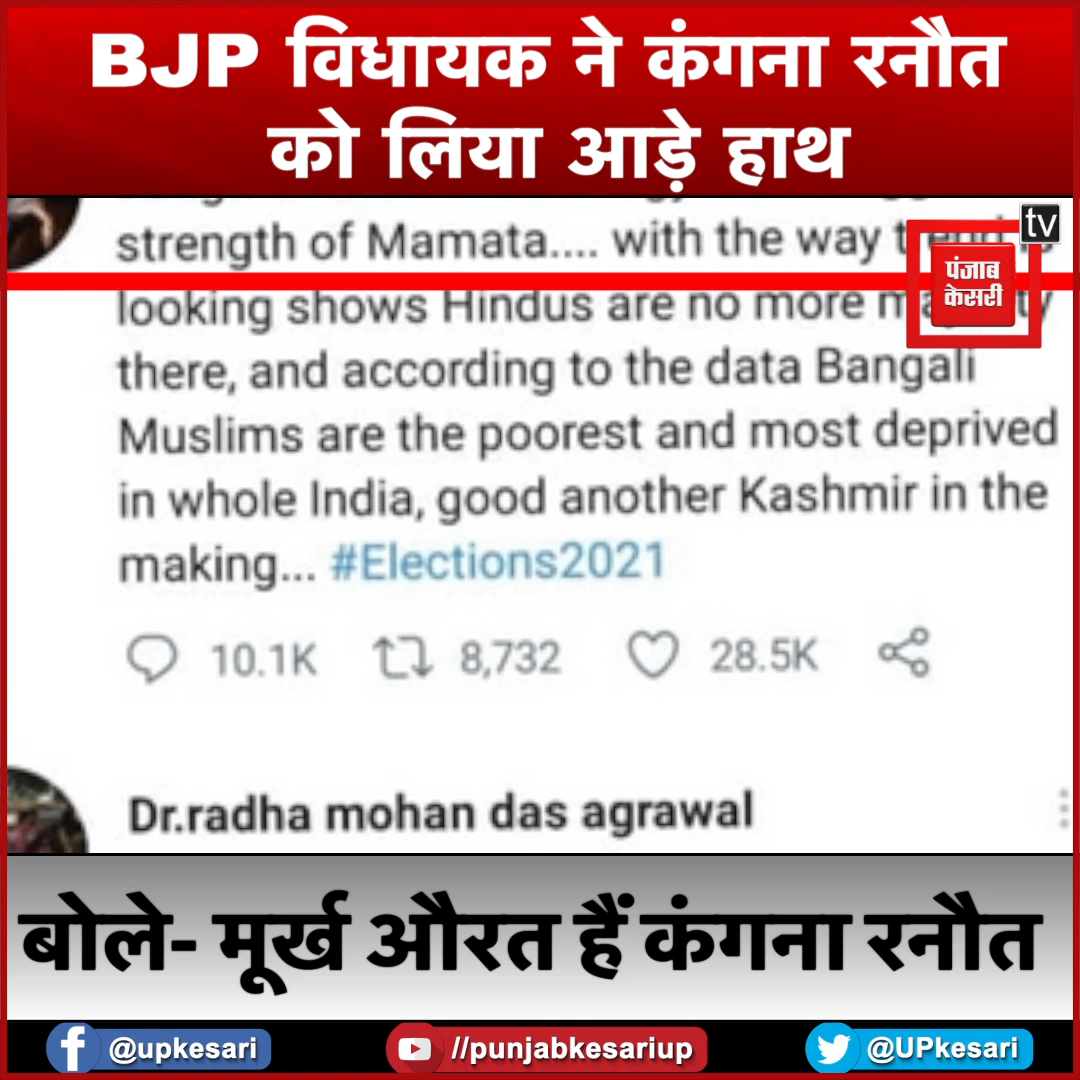 BJP विधायक ने कंगना रनौत
को लिया आड़े हाथ
tv
strength of Mamata.... with the way
पंजाब
केसरी
looking shows Hindus are no more
there, and according to the data Bangali
Muslims are the poorest and most deprived
in whole India, good another Kashmir in the
making... #Elections2021
10.1K 8,732 28.5K
Dr.radha mohan das agrawal
बोले- मूर्ख औरत हैं कंगना रनौत
f @upkesari //punjabkesariup @UPkesari